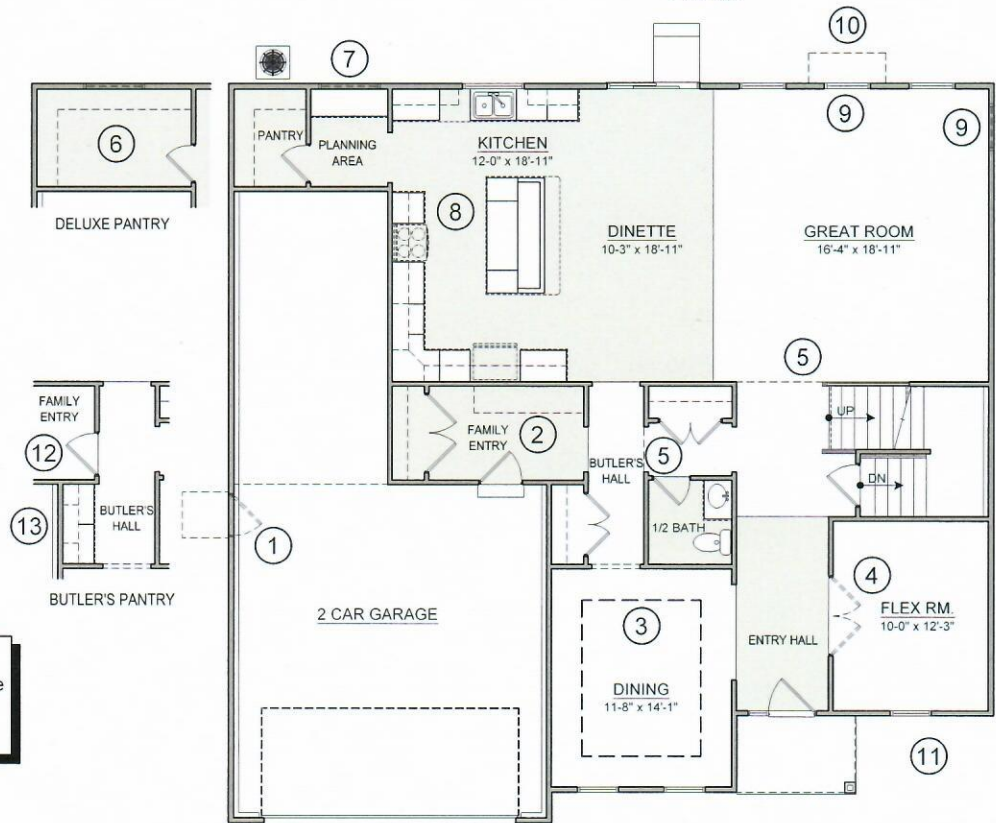 10
7
6
PANTRY
PLANNING
AREA
KITCHEN
12-0" x 18'-11"
9
9
8
DINETTE
10-3" x 18'-11"
GREAT ROOM
16'-4" x 18'-11"
DELUXE PANTRY
5
FAMILY
ENTRY
12
FAMILY
ENTRY
2
BUTLER'S
HALL
5
UP
DN
13
BUTLER'S
HALL
1
1/2 BATH
BUTLER'S PANTRY
2 CAR GARAGE
3
4
FLEX RM.
10-0" x 12'-3"
ENTRY HALL
DINING
11-8" x 14'-1"
11
e